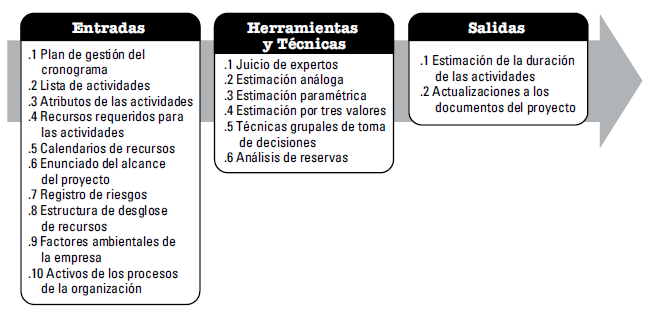 Entradas
.1 Plan de gestión del
cronograma
.2 Lista de actividades
.3 Atributos de las actividades
.4 Recursos requeridos para
las actividades
.5 Calendarios de recursos
.6 Enunciado del alcance
del proyecto
.7 Registro de riesgos
.8 Estructura de desglose
de recursos
.9 Factores ambientales de
la empresa
.10 Activos de los procesos
de la organización
Herramientas
y Técnicas
.1 Juicio de expertos
.2 Estimación análoga
.3 Estimación paramétrica
.4 Estimación por tres valores
.5 Técnicas grupales de toma
de decisiones
.6 Análisis de reservas
Salidas
.1 Estimación de la duración
de las actividades
.2 Actualizaciones a los
documentos del proyecto